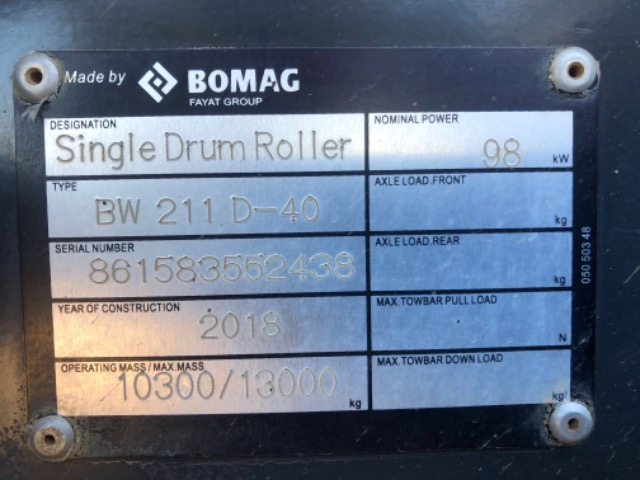 Made by BOMAG
FAYAT GROUP
DESIGNATION
Single Drum Roller
NOMINAL POWER
98 kW
TYPE
BW 211 D-40
AXLE LOAD.FRONT
kg
SERIAL NUMBER
861583552438
AXLE LOAD.REAR
kg
YEAR OF CONSTRUCTION
2018
MAX.TOWBAR PULL LOAD
N
OPERATING MASS / MAX.MASS
10300/13000 kg
MAX.TOWBAR DOWN LOAD
kg
050 503 48